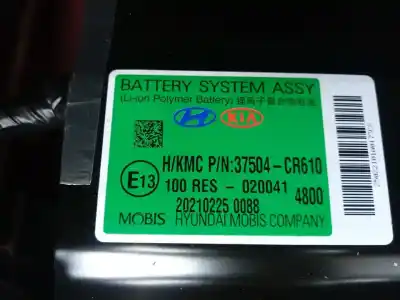 BATTERY SYSTEM ASSY
(Li-ion Polymer Battery)
KIA
H/KMC P/N:37504-CR610
E13
100 RES - 020041
4800
20210225 0088
MOBIS HYUNDAI MOBIS COMPANY